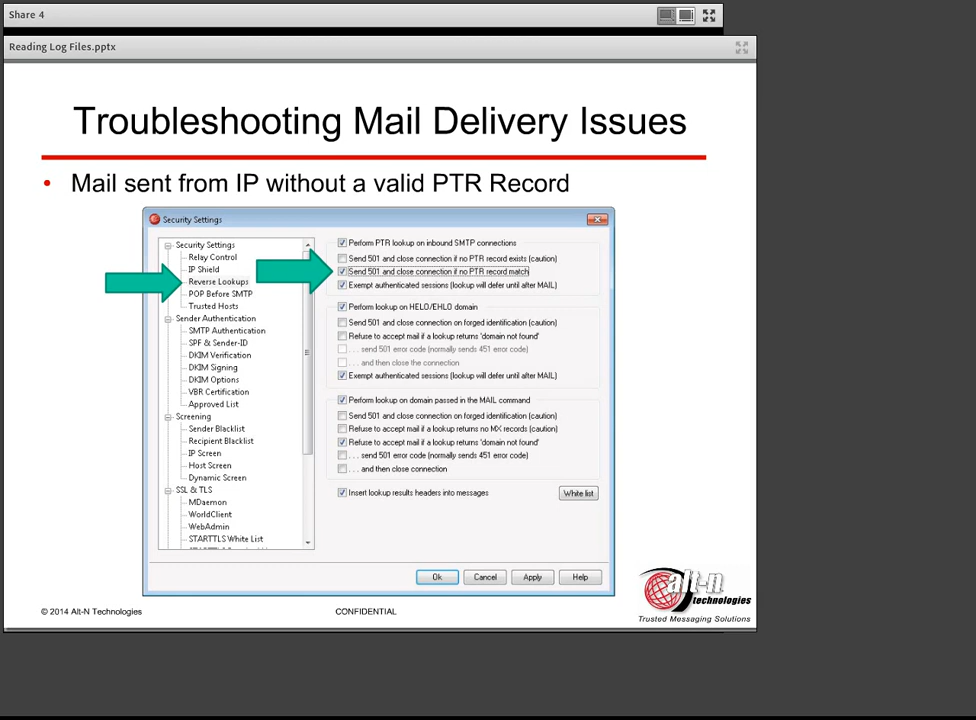 Share 4
Reading Log Files.pptx
Troubleshooting Mail Delivery Issues
• Mail sent from IP without a valid PTR Record
Security Settings
Security Settings
Relay Control
IP Shield
Reverse Lookups
POP Before SMTP
Trusted Hosts
Sender Authentication
SMTP Authentication
SPF & Sender-ID
DKIM Verification
DKIM Signing
DKIM Options
VBR Certification
Approved List
Screening
Sender Blacklist
Recipient Blacklist
IP Screen
Host Screen
Dynamic Screen
SSL & TLS
MDaemon
WorldClient
WebAdmin
STARTTLS White List
Perform PTR lookup on inbound SMTP connections
Send 501 and close connection if no PTR record exists (caution)
Send 501 and close connection if no PTR record match
Exempt authenticated sessions (lookup will defer until after MAIL)
Perform lookup on HELO/EHLO domain
Send 501 and close connection on forged identification (caution)
Refuse to accept mail if a lookup returns 'domain not found'
. . . send 501 error code (normally sends 451 error code)
. . . and then close the connection
Exempt authenticated sessions (lookup will defer until after MAIL)
Perform lookup on domain passed in the MAIL command
Send 501 and close connection on forged identification (caution)
Refuse to accept mail if a lookup returns no MX records (caution)
Refuse to accept mail if a lookup returns 'domain not found'
. . . send 501 error code (normally sends 451 error code)
. . . and then close connection
Insert lookup results headers into messages
White list
Ok Cancel Apply Help
© 2014 Alt-N Technologies
CONFIDENTIAL
alt-n
technologies
Trusted Messaging Solutions